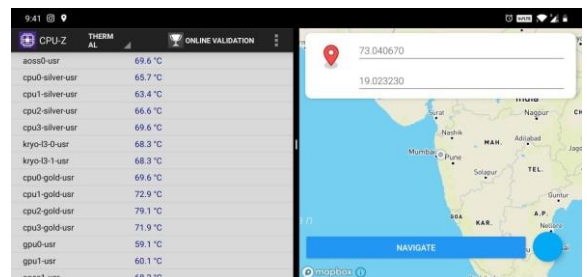 9:41
CPU-Z
THERM
AL
ONLINE VALIDATION
aoss0-usr 69.6 °C
cpu0-silver-usr 65.7 °C
cpu1-silver-usr 63.4 °C
cpu2-silver-usr 66.6 °C
cpu3-silver-usr 69.6 °C
kryo-l3-0-usr 68.3 °C
kryo-l3-1-usr 68.3 °C
cpu0-gold-usr 69.6 °C
cpu1-gold-usr 72.9 °C
cpu2-gold-usr 79.1 °C
cpu3-gold-usr 71.9 °C
gpu0-usr 59.1 °C
gpu1-usr 60.1 °C
73.040670
19.023230
Surat
Nagpur
Nashik
MAH.
Adilabad
Mumbai
Pune
Solapur
TEL.
Guntur
GOA
KAR.
A.P.
Nellore
NAVIGATE
mapbox